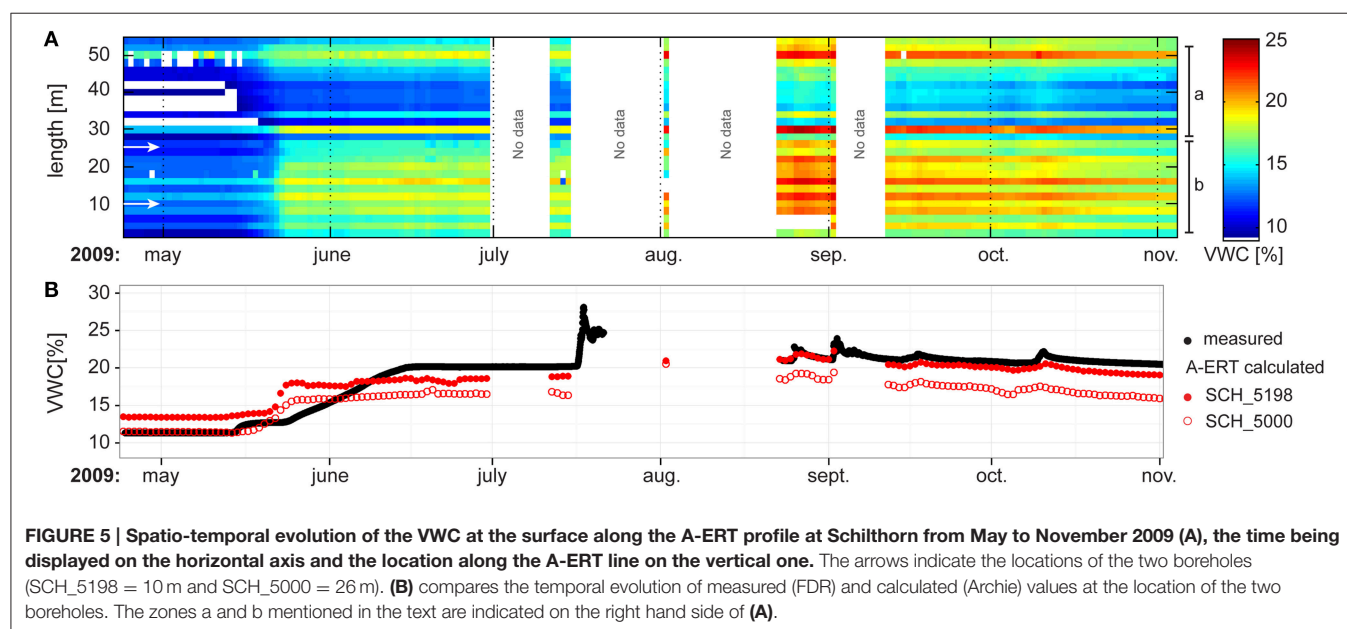 A
length [m]
50
40
30
20
10
No data
No data
No data
No data
a
b
25
20
15
10
VWC [%]
2009: may june july aug. sep. oct. nov.
B
VWC[%]
30
25
20
15
10
measured
A-ERT calculated
SCH_5198
SCH_5000
2009: may june july aug. sept. oct. nov.
FIGURE 5 | Spatio-temporal evolution of the VWC at the surface along the A-ERT profile at Schilthorn from May to November 2009 (A), the time being
displayed on the horizontal axis and the location along the A-ERT line on the vertical one. The arrows indicate the locations of the two boreholes
(SCH_5198 = 10 m and SCH_5000 = 26 m). (B) compares the temporal evolution of measured (FDR) and calculated (Archie) values at the location of the two
boreholes. The zones a and b mentioned in the text are indicated on the right hand side of (A).